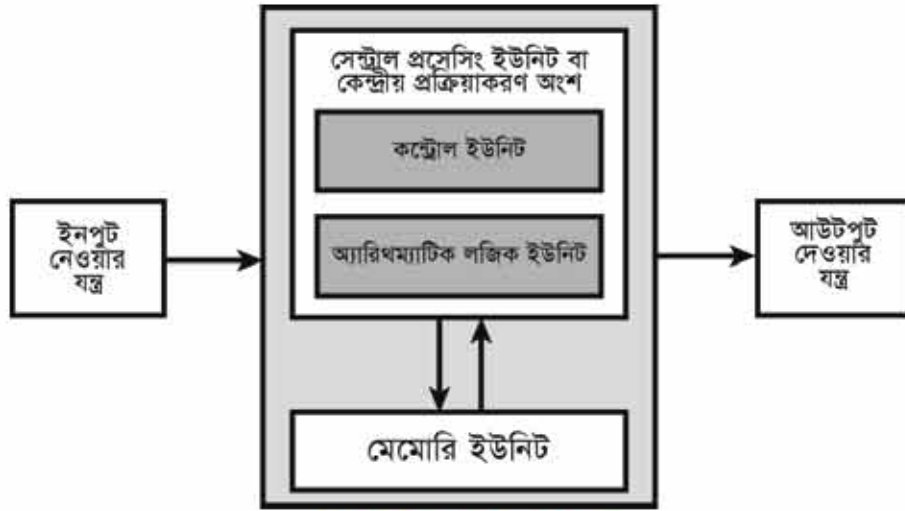 সেন্ট্রাল প্রসেসিং ইউনিট বা
কেন্দ্রীয় প্রক্রিয়াকরণ অংশ
কন্ট্রোল ইউনিট
অ্যারিথম্যাটিক লজিক ইউনিট
ইনপুট
নেওয়ার
যন্ত্র
আউটপুট
দেওয়ার
যন্ত্র
মেমোরি ইউনিট